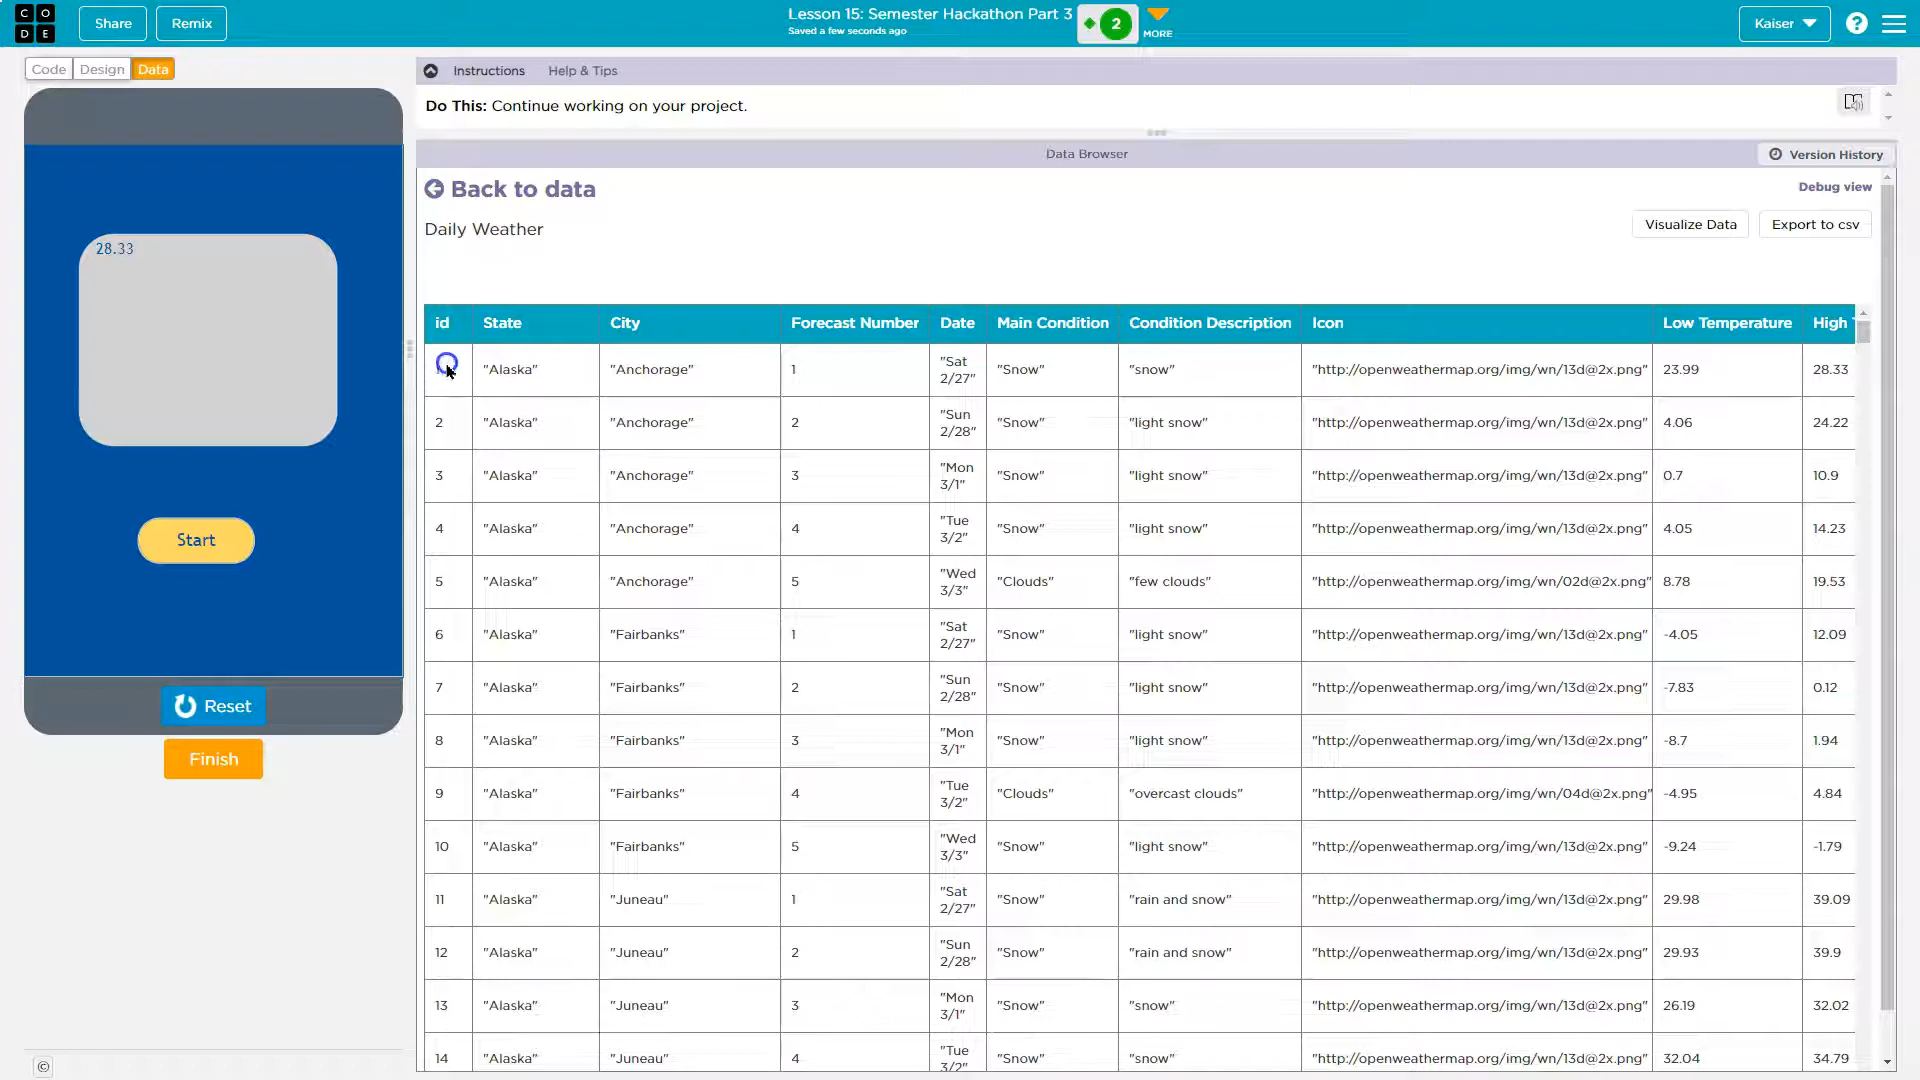 CO
DE
Share
Remix
Lesson 15: Semester Hackathon Part 3
Saved a few seconds ago
2
MORE
Kaiser
?
Code
Design
Data
Instructions
Help & Tips
Do This: Continue working on your project.
Data Browser
Version History
Back to data
Debug view
Daily Weather
Visualize Data
Export to csv
28.33
Start
Reset
Finish
©
id State City Forecast Number Date Main Condition Condition Description Icon Low Temperature High
"Alaska" "Anchorage" 1 "Sat 2/27" "Snow" "snow" "http://openweathermap.org/img/wn/13d@2x.png" 23.99 28.33
2 "Alaska" "Anchorage" 2 "Sun 2/28" "Snow" "light snow" "http://openweathermap.org/img/wn/13d@2x.png" 4.06 24.22
3 "Alaska" "Anchorage" 3 "Mon 3/1" "Snow" "light snow" "http://openweathermap.org/img/wn/13d@2x.png" 0.7 10.9
4 "Alaska" "Anchorage" 4 "Tue 3/2" "Snow" "light snow" "http://openweathermap.org/img/wn/13d@2x.png" 4.05 14.23
5 "Alaska" "Anchorage" 5 "Wed 3/3" "Clouds" "few clouds" "http://openweathermap.org/img/wn/02d@2x.png" 8.78 19.53
6 "Alaska" "Fairbanks" 1 "Sat 2/27" "Snow" "light snow" "http://openweathermap.org/img/wn/13d@2x.png" -4.05 12.09
7 "Alaska" "Fairbanks" 2 "Sun 2/28" "Snow" "light snow" "http://openweathermap.org/img/wn/13d@2x.png" -7.83 0.12
8 "Alaska" "Fairbanks" 3 "Mon 3/1" "Snow" "light snow" "http://openweathermap.org/img/wn/13d@2x.png" -8.7 1.94
9 "Alaska" "Fairbanks" 4 "Tue 3/2" "Clouds" "overcast clouds" "http://openweathermap.org/img/wn/04d@2x.png" -4.95 4.84
10 "Alaska" "Fairbanks" 5 "Wed 3/3" "Snow" "light snow" "http://openweathermap.org/img/wn/13d@2x.png" -9.24 -1.79
11 "Alaska" "Juneau" 1 "Sat 2/27" "Snow" "rain and snow" "http://openweathermap.org/img/wn/13d@2x.png" 29.98 39.09
12 "Alaska" "Juneau" 2 "Sun 2/28" "Snow" "rain and snow" "http://openweathermap.org/img/wn/13d@2x.png" 29.93 39.9
13 "Alaska" "Juneau" 3 "Mon 3/1" "Snow" "snow" "http://openweathermap.org/img/wn/13d@2x.png" 26.19 32.02
14 "Alaska" "Juneau" 4 "Tue 3/2" "Snow" "snow" "http://openweathermap.org/img/wn/13d@2x.png" 32.04 34.79